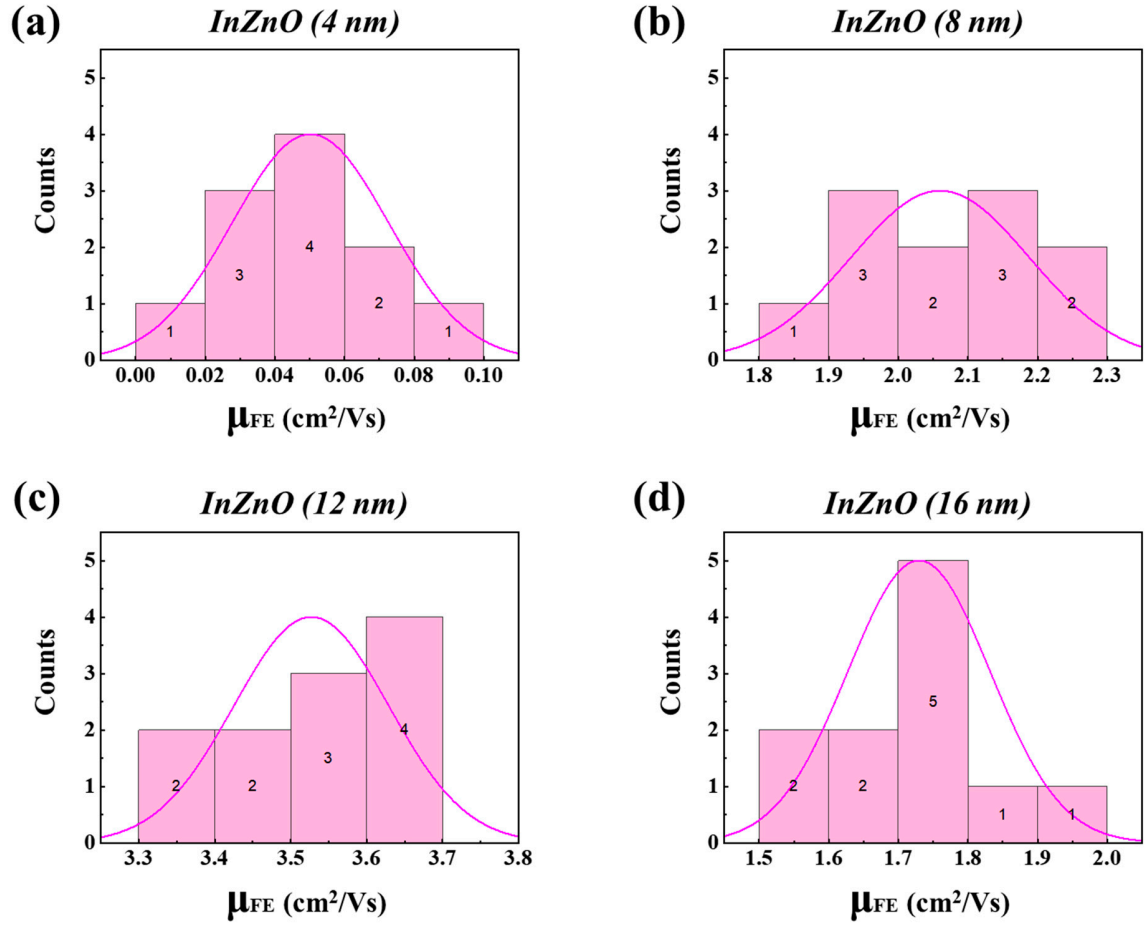 (a)
InZnO (4 nm)
5
4
3
2
1
0
Counts
1
3
4
2
1
0.00 0.02 0.04 0.06 0.08 0.10
μFE (cm²/Vs)
(b)
InZnO (8 nm)
5
4
3
2
1
0
Counts
1
3
2
3
2
1.8 1.9 2.0 2.1 2.2 2.3
μFE (cm²/Vs)
(c)
InZnO (12 nm)
5
4
3
2
1
0
Counts
2
2
3
4
3.3 3.4 3.5 3.6 3.7 3.8
μFE (cm²/Vs)
(d)
InZnO (16 nm)
5
4
3
2
1
0
Counts
2
2
5
1
1
1.5 1.6 1.7 1.8 1.9 2.0
μFE (cm²/Vs)